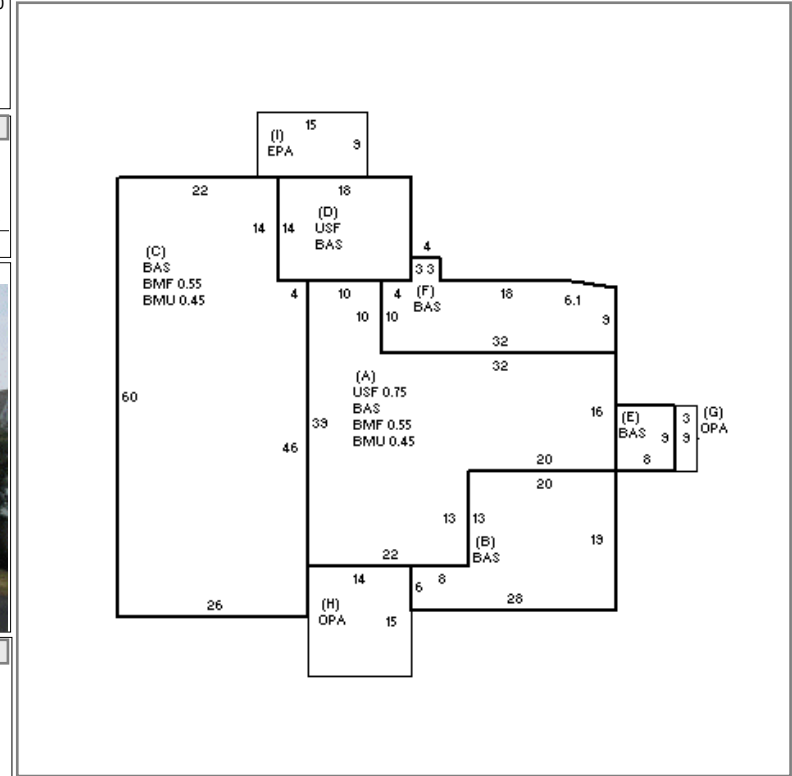 15
(I)
9
EPA
22
18
(D)
14
14
USF
BAS
4
(C)
3 3
BAS
BMF 0.55
BMU 0.45
4
10
4
(F)
18
6.1
BAS
10
10
9
32
32
(A)
USF 0.75
BAS
BMF 0.55
BMU 0.45
60
16
(E)
3
(G)
BAS
OPA
39
9
9
46
20
8
20
13
13
(B)
BAS
19
22
14
8
6
26
(H)
28
OPA
15